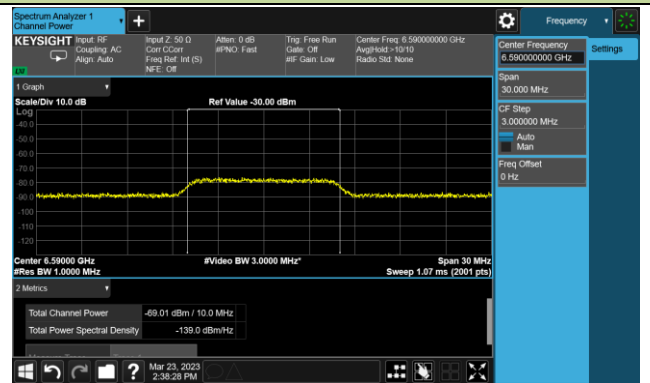 Spectrum Analyzer 1
Channel Power
+
Frequency
KEYSIGHT
Input: RF
Coupling: AC
Align: Auto
Input Z: 50 Ω
Corr CCorr
Freq Ref: Int (S)
NFE: Off
Atten: 0 dB
#PNO: Fast
Trig: Free Run
Gate: Off
#IF Gain: Low
Center Freq: 6.590000000 GHz
Avg|Hold:>10/10
Radio Std: None
1 Graph
Scale/Div 10.0 dB
Ref Value -30.00 dBm
Log
-40.0
-50.0
-60.0
-70.0
-80.0
-90.0
-100
-110
-120
Center 6.59000 GHz
#Video BW 3.0000 MHz*
Span 30 MHz
#Res BW 1.0000 MHz
Sweep 1.07 ms (2001 pts)
2 Metrics
Total Channel Power
-69.01 dBm / 10.0 MHz
Total Power Spectral Density
-139.0 dBm/Hz
?
Mar 23, 2023
2:38:28 PM
Center Frequency
6.590000000 GHz
Settings
Span
30.000 MHz
CF Step
3.000000 MHz
Auto
Man
Freq Offset
0 Hz